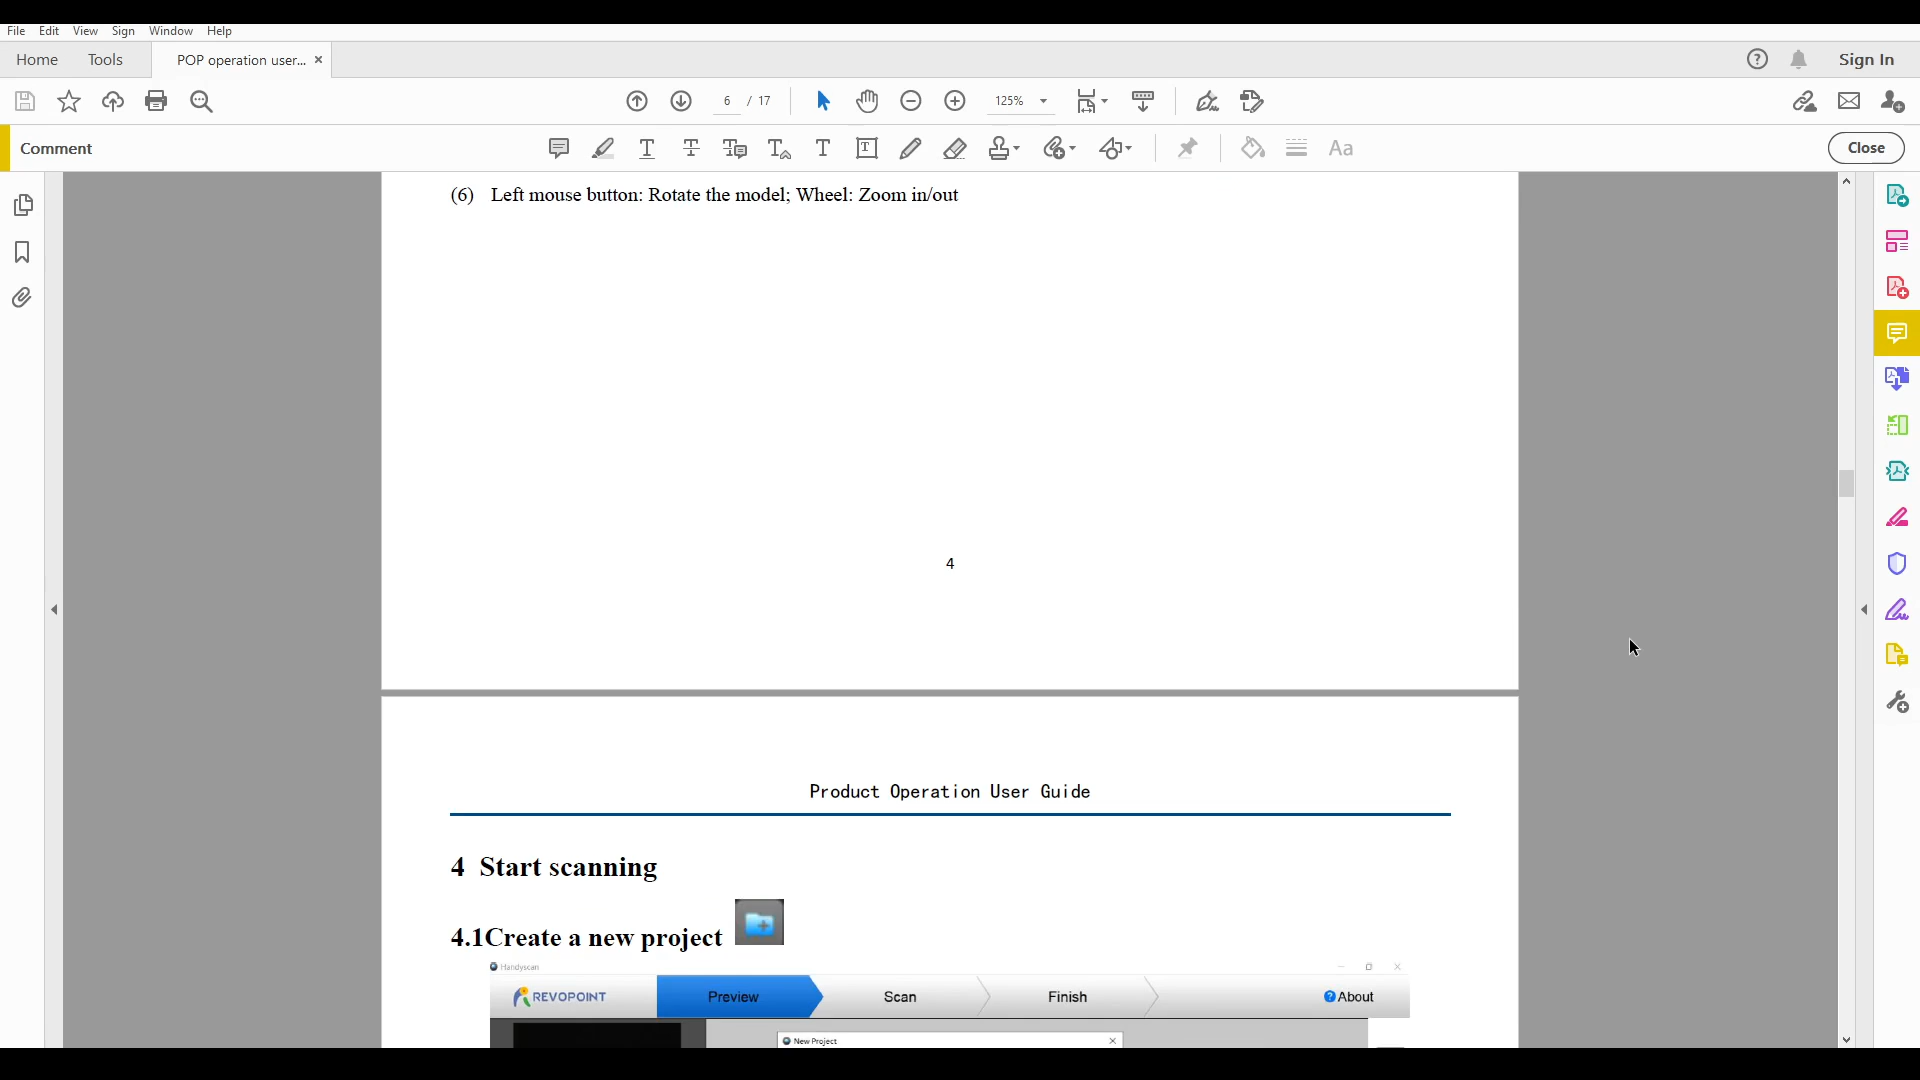 File Edit View Sign Window Help
Home Tools POP operation user... × Sign In
6 / 17 125%
Comment Close
(6) Left mouse button: Rotate the model; Wheel: Zoom in/out
4
Product Operation User Guide
4 Start scanning
4.1Create a new project
Handyscan
REVOPOINT Preview Scan Finish ?About
New Project